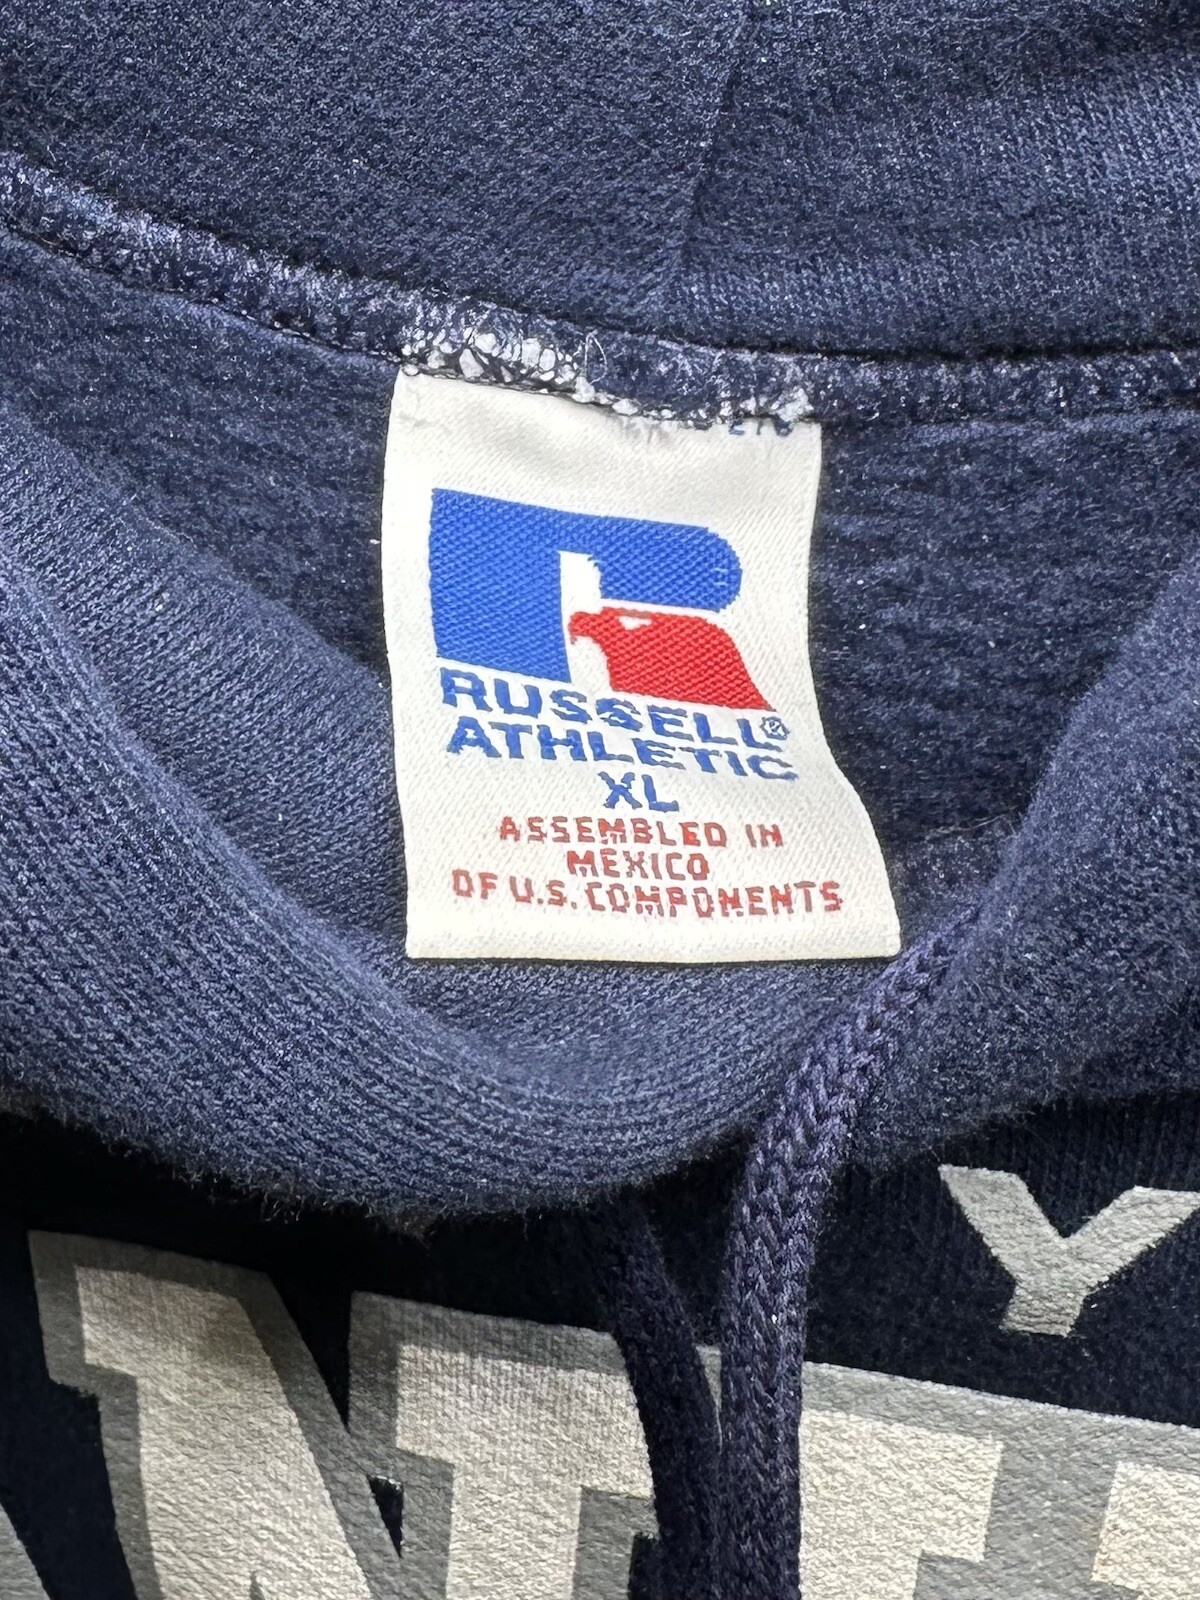 RUSSELL®
ATHLETIC
XL
ASSEMBLED IN
MEXICO
OF U.S. COMPONENTS
Y
N